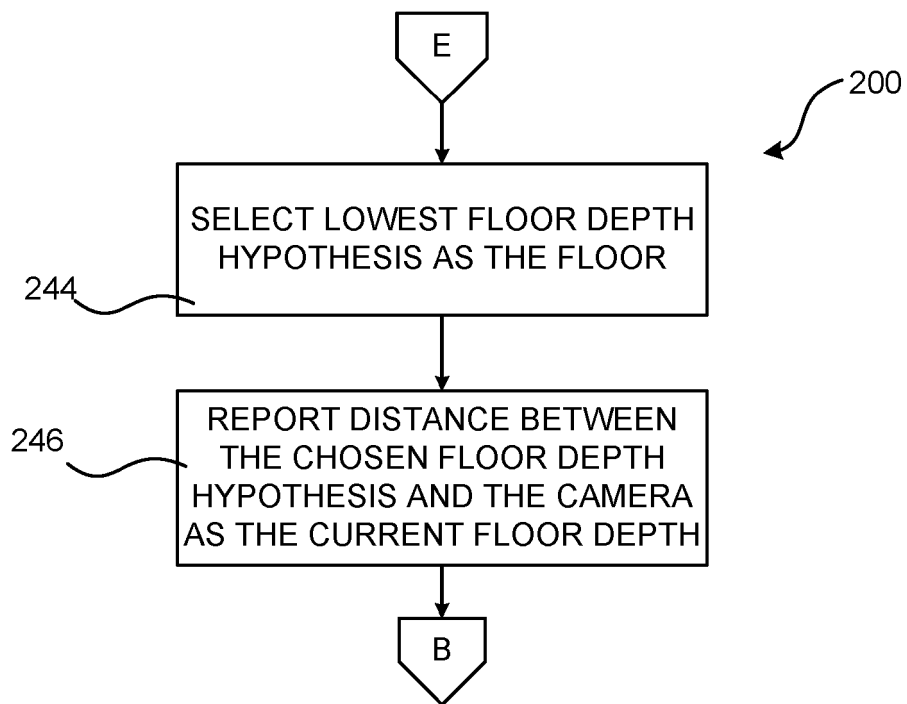 E
200
SELECT LOWEST FLOOR DEPTH
HYPOTHESIS AS THE FLOOR
244
REPORT DISTANCE BETWEEN
THE CHOSEN FLOOR DEPTH
HYPOTHESIS AND THE CAMERA
AS THE CURRENT FLOOR DEPTH
246
B